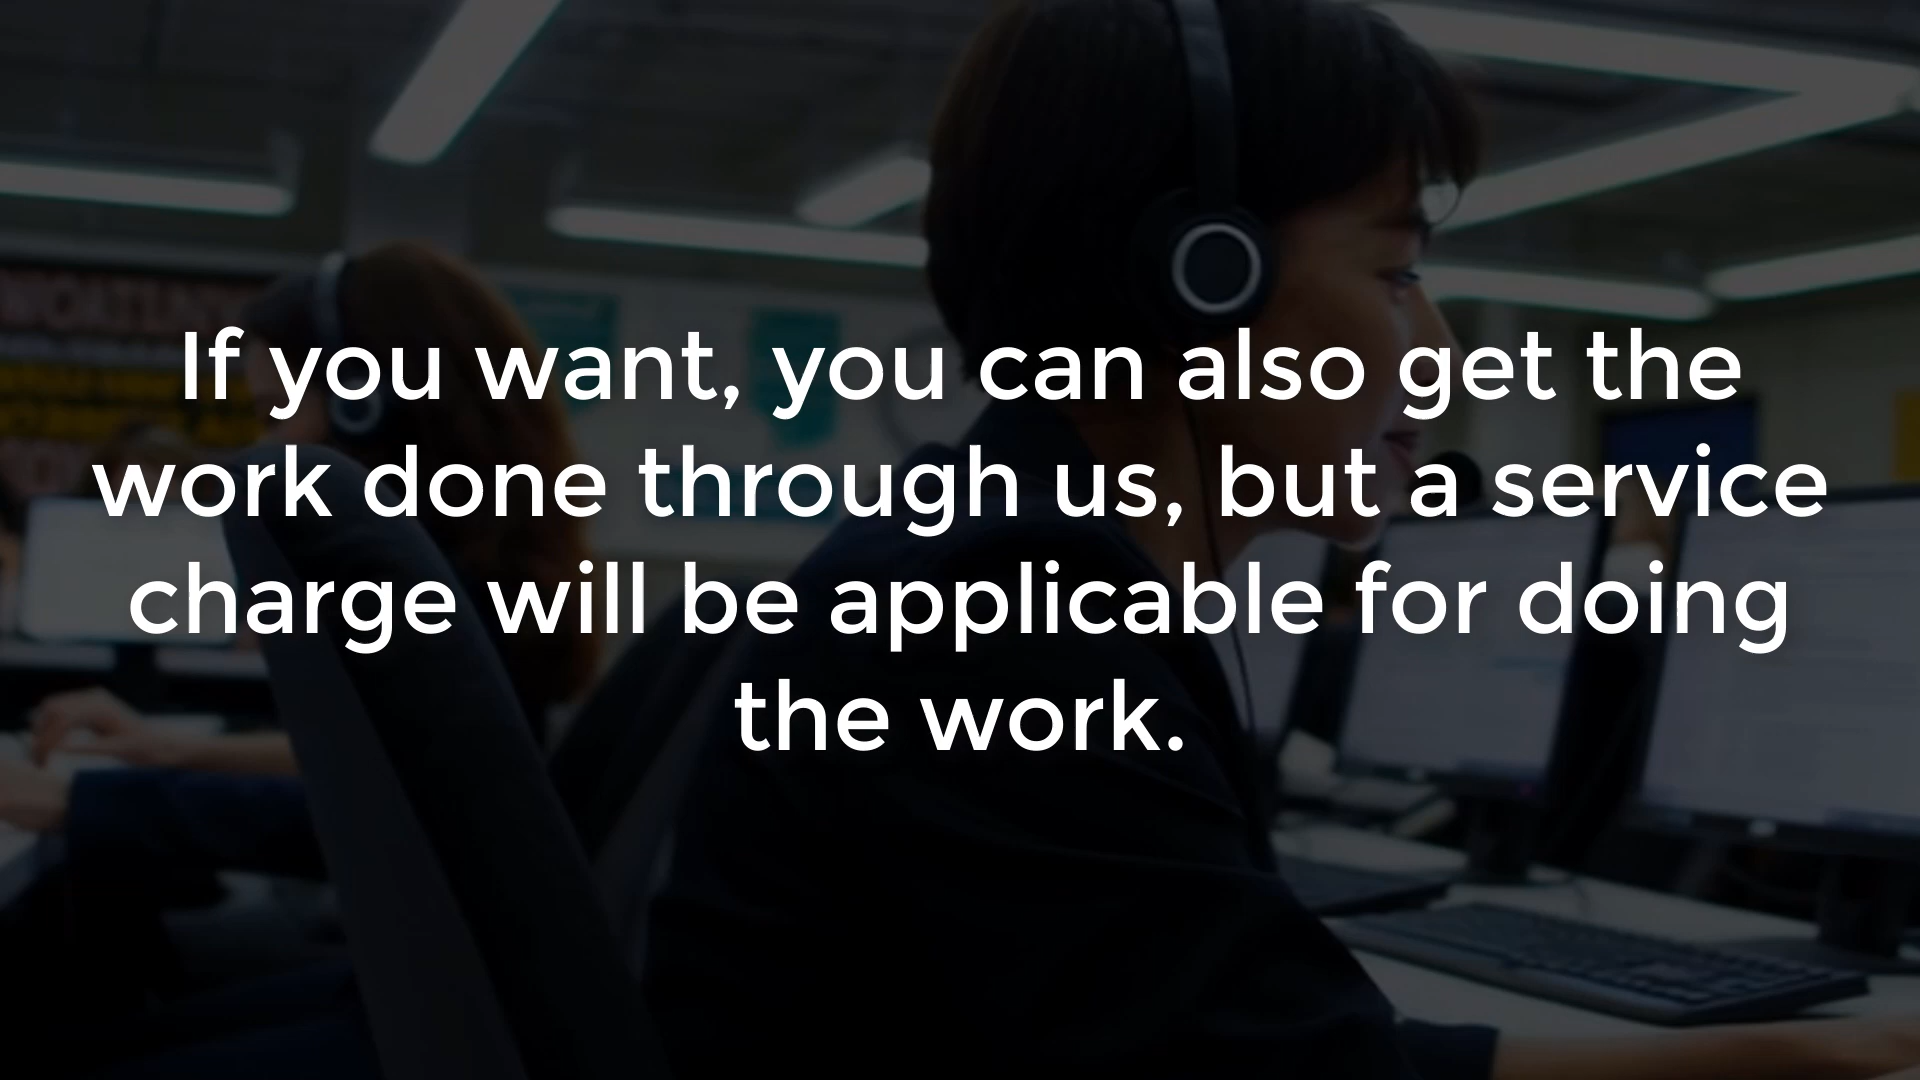 If you want, you can also get the
work done through us, but a service
charge will be applicable for doing
the work.